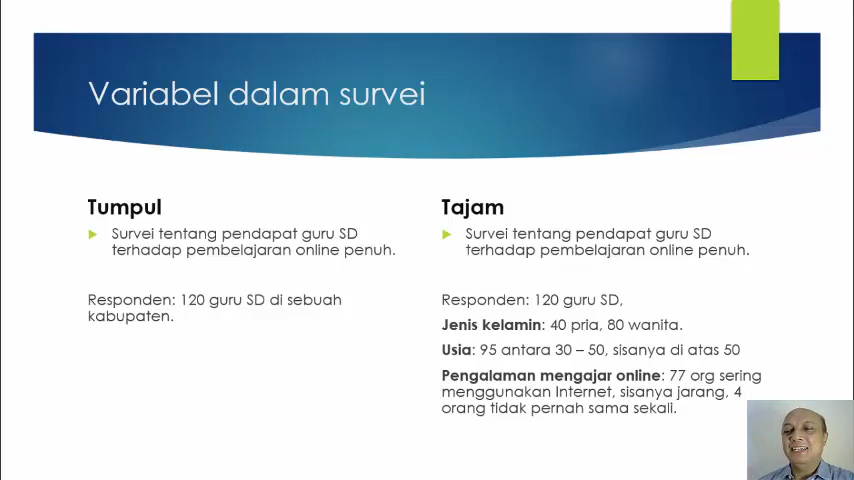 Variabel dalam survei
Tumpul
Survei tentang pendapat guru SD
terhadap pembelajaran online penuh.
Responden: 120 guru SD di sebuah
kabupaten.
Tajam
Survei tentang pendapat guru SD
terhadap pembelajaran online penuh.
Responden: 120 guru SD,
Jenis kelamin: 40 pria, 80 wanita.
Usia: 95 antara 30 – 50, sisanya di atas 50
Pengalaman mengajar online: 77 org sering
menggunakan Internet, sisanya jarang, 4
orang tidak pernah sama sekali.